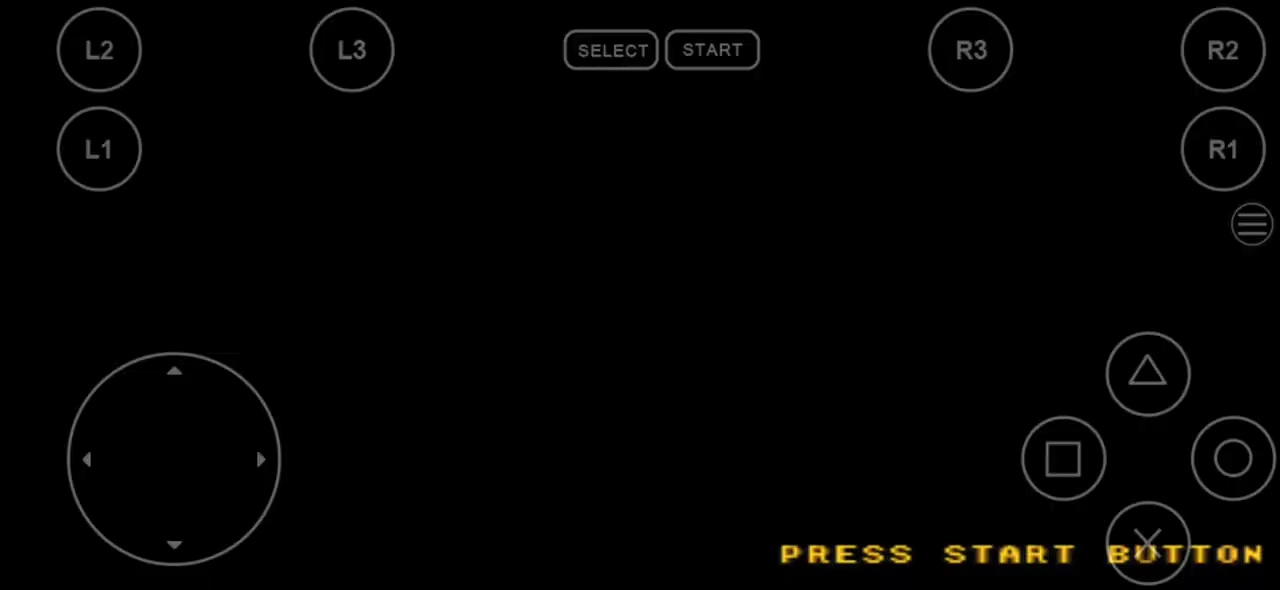 L2
L3
SELECT
START
R3
R2
L1
R1
PRESS START BUTTON